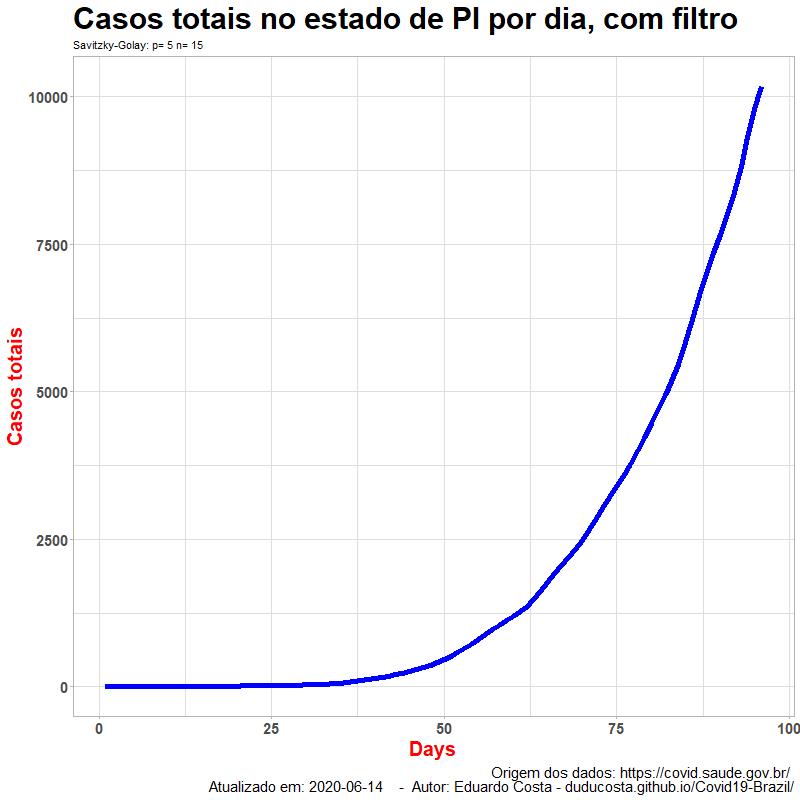 Casos totais no estado de PI por dia, com filtro
Savitzky-Golay: p= 5 n= 15
Casos totais
10000
7500
5000
2500
0
0
25
50
75
100
Days
Origem dos dados: https://covid.saude.gov.br/
Atualizado em: 2020-06-14 - Autor: Eduardo Costa - duducosta.github.io/Covid19-Brazil/